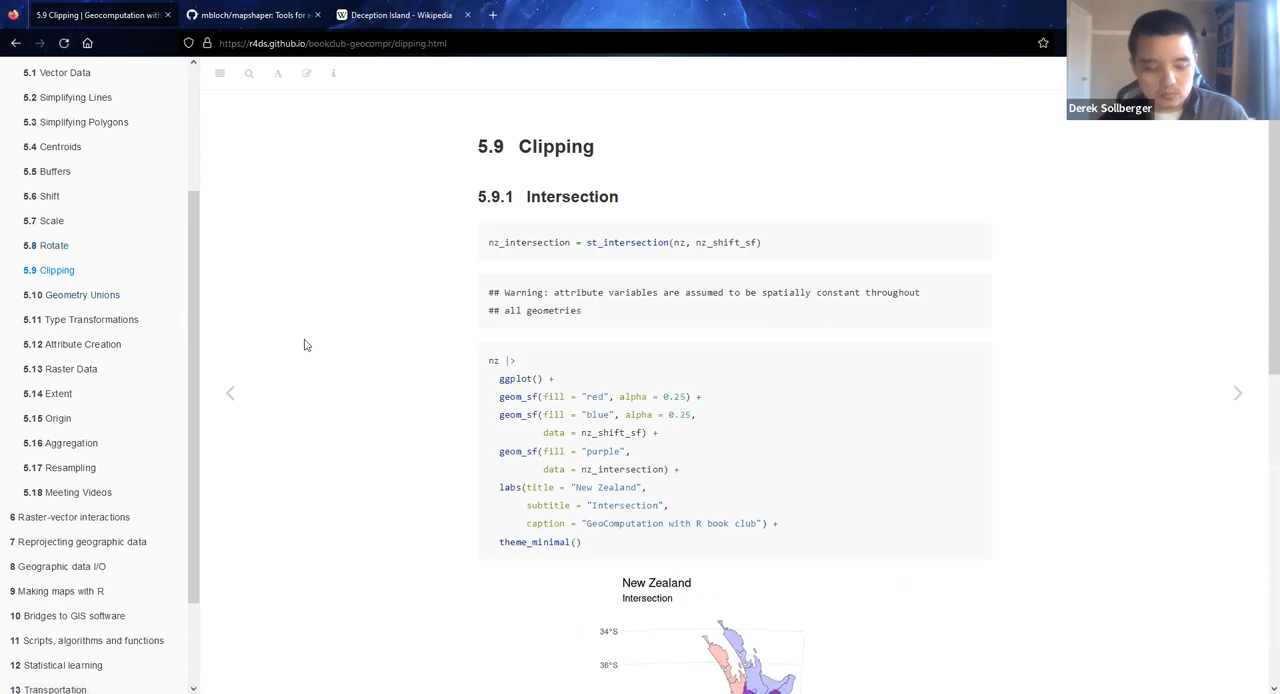 5.9 Clipping | Geocomputation with
mbloch/mapshaper: Tools for e
Deception Island - Wikipedia
https://r4ds.github.io/bookclub-geocompr/clipping.html
Derek Sollberger
5.1 Vector Data
5.2 Simplifying Lines
5.3 Simplifying Polygons
5.4 Centroids
5.5 Buffers
5.6 Shift
5.7 Scale
5.8 Rotate
5.9 Clipping
5.10 Geometry Unions
5.11 Type Transformations
5.12 Attribute Creation
5.13 Raster Data
5.14 Extent
5.15 Origin
5.16 Aggregation
5.17 Resampling
5.18 Meeting Videos
6 Raster-vector interactions
7 Reprojecting geographic data
8 Geographic data I/O
9 Making maps with R
10 Bridges to GIS software
11 Scripts, algorithms and functions
12 Statistical learning
13 Transportation
A
i
5.9 Clipping
5.9.1 Intersection
nz_intersection = st_intersection(nz, nz_shift_sf)
## Warning: attribute variables are assumed to be spatially constant throughout
## all geometries
nz |>
ggplot() +
geom_sf(fill = "red", alpha = 0.25) +
geom_sf(fill = "blue", alpha = 0.25,
data = nz_shift_sf) +
geom_sf(fill = "purple",
data = nz_intersection) +
labs(title = "New Zealand",
subtitle = "Intersection",
caption = "GeoComputation with R book club") +
theme_minimal()
New Zealand
Intersection
34°S
36°S